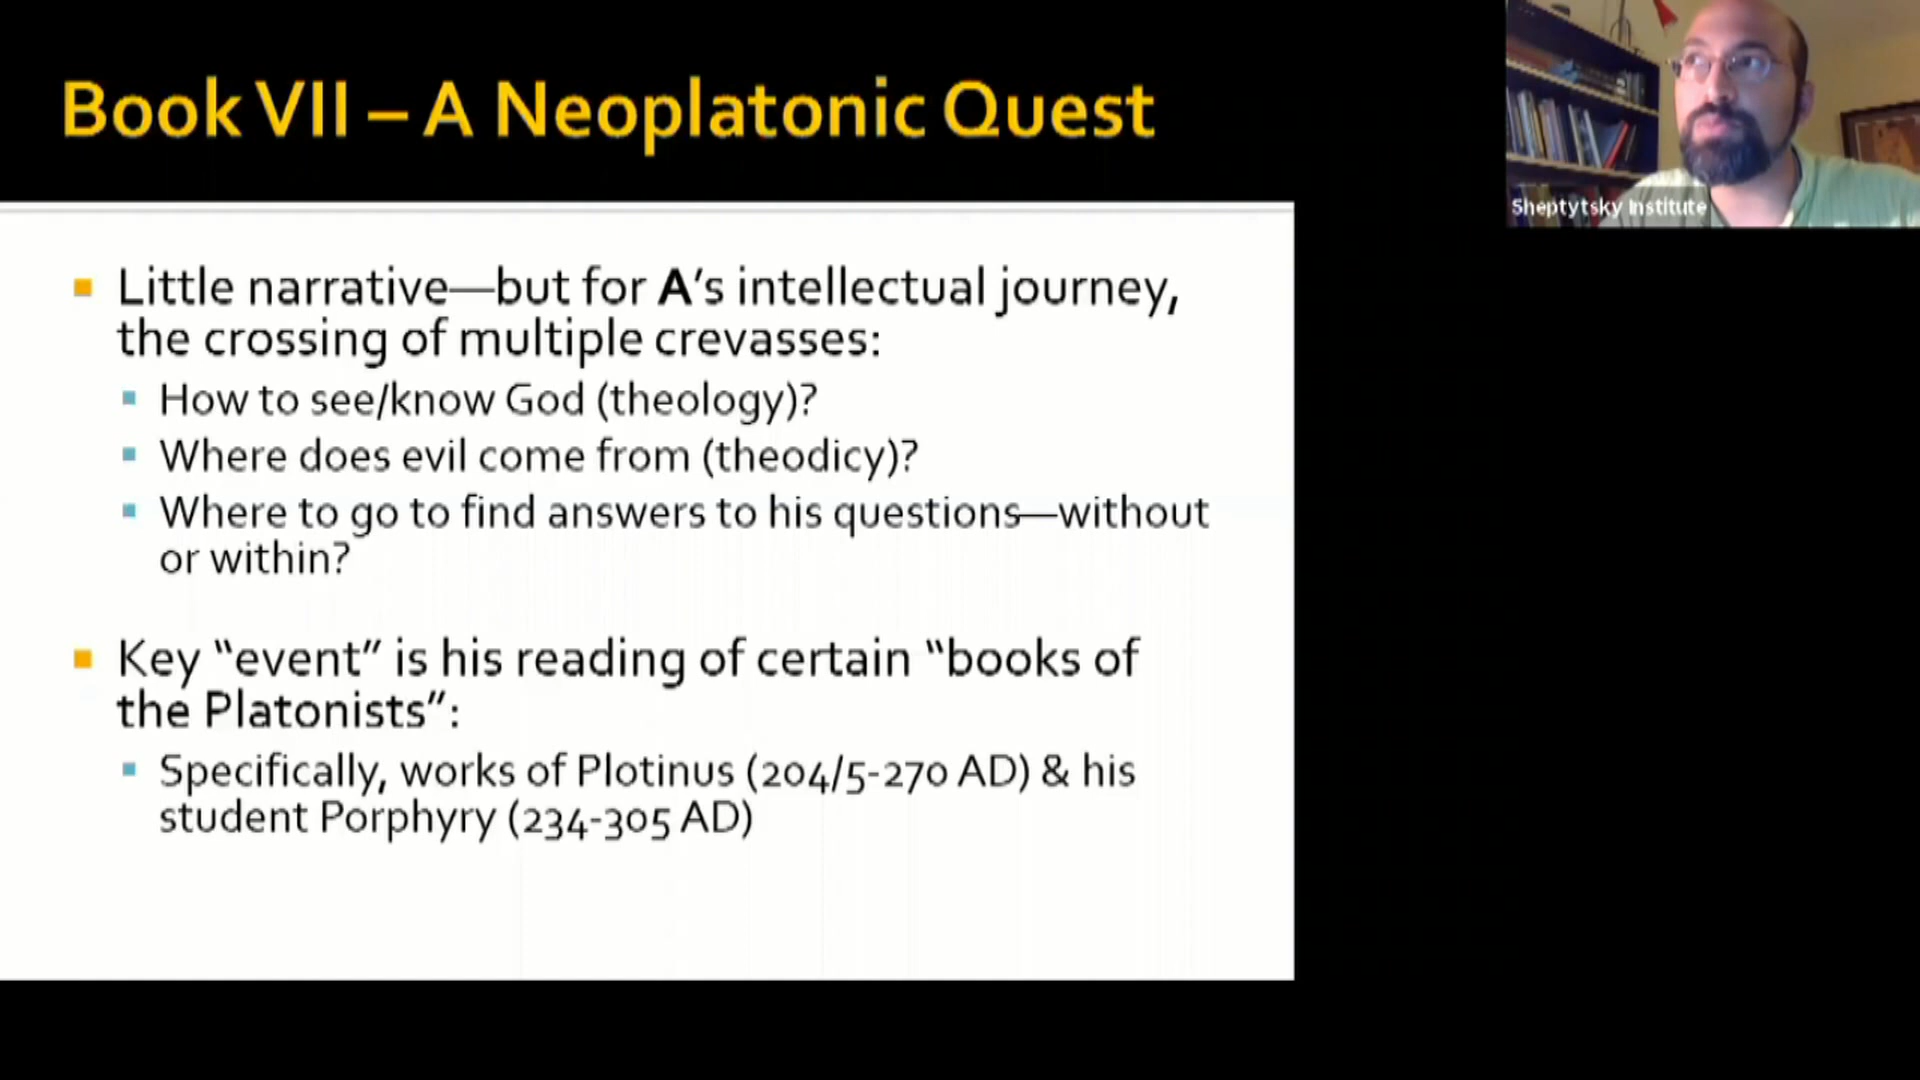 Book VII – A Neoplatonic Quest
Sheptytsky Institute
Little narrative—but for A's intellectual journey,
the crossing of multiple crevasses:
How to see/know God (theology)?
Where does evil come from (theodicy)?
Where to go to find answers to his questions—without
or within?
Key “event” is his reading of certain “books of
the Platonists”:
Specifically, works of Plotinus (204/5-270 AD) & his
student Porphyry (234-305 AD)